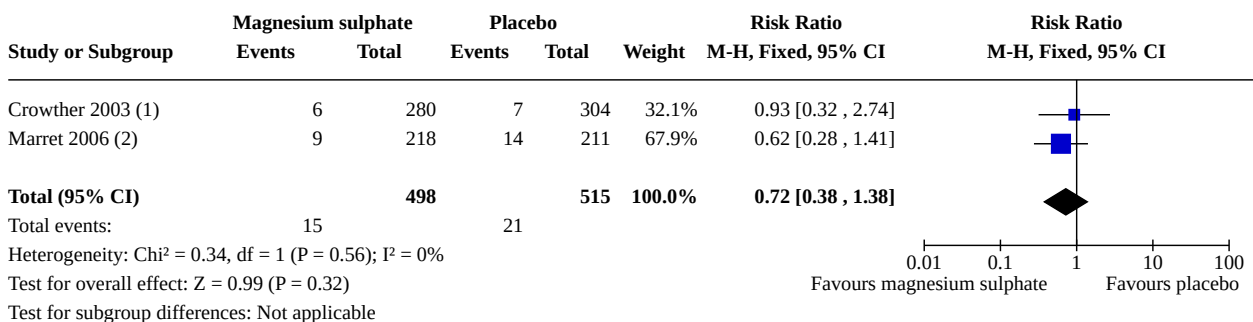 Magnesium sulphate Placebo Risk Ratio Risk Ratio
Study or Subgroup Events Total Events Total Weight M-H, Fixed, 95% CI M-H, Fixed, 95% CI
Crowther 2003 (1) 6 280 7 304 32.1% 0.93 [0.32 , 2.74]
Marret 2006 (2) 9 218 14 211 67.9% 0.62 [0.28 , 1.41]
Total (95% CI) 498 515 100.0% 0.72 [0.38 , 1.38]
Total events: 15 21
Heterogeneity: Chi² = 0.34, df = 1 (P = 0.56); I² = 0%
0.01 0.1 1 10 100
Test for overall effect: Z = 0.99 (P = 0.32) Favours magnesium sulphate Favours placebo
Test for subgroup differences: Not applicable